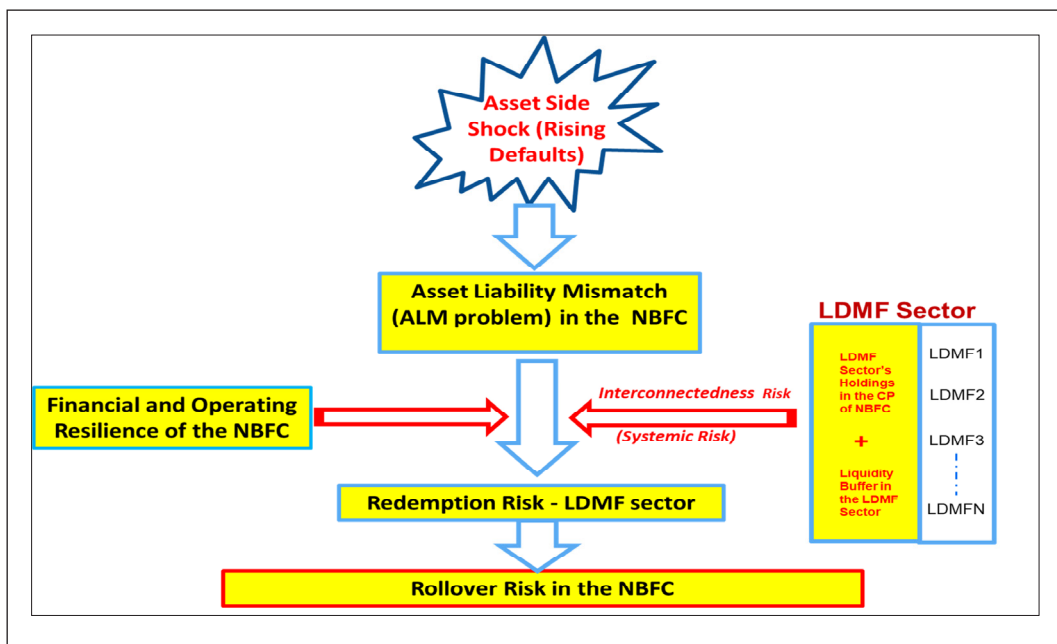 Asset Side
Shock (Rising
Defaults)
Asset Liability Mismatch
(ALM problem) in the NBFC
LDMF Sector
LDMF
Sector's
Holdings
in the CP
of NBFC
+
Liquidity
Buffer in
the LDMF
Sector
LDMF1
LDMF2
LDMF3
LDMFN
Financial and Operating
Resilience of the NBFC
Interconnectedness Risk
(Systemic Risk)
Redemption Risk - LDMF sector
Rollover Risk in the NBFC